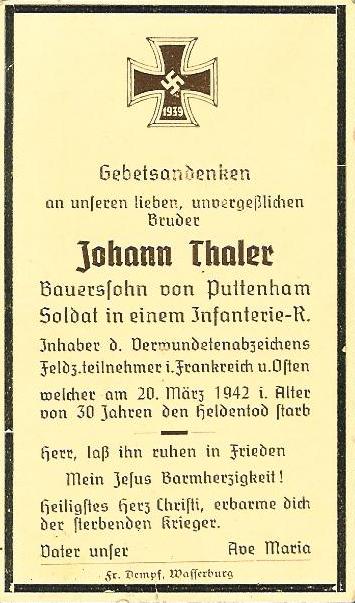 1939
Gebetsandenken
an unseren lieben, unvergeßlichen
Bruder
Johann Thaler
Bauerssohn von Puttenham
Soldat in einem Infanterie-R.
Inhaber d. Verwundetenabzeichens
Feldz.teilnehmer i. Frankreich u. Osten
welcher am 20. März 1942 i. Alter
von 30 Jahren den Heldentod starb
Herr, laß ihn ruhen in Frieden
Mein Jesus Barmherzigkeit!
Heiligstes Herz Christi, erbarme dich
der sterbenden Krieger.
Vater unser Ave Maria
Fr. Dempf, Wasserburg